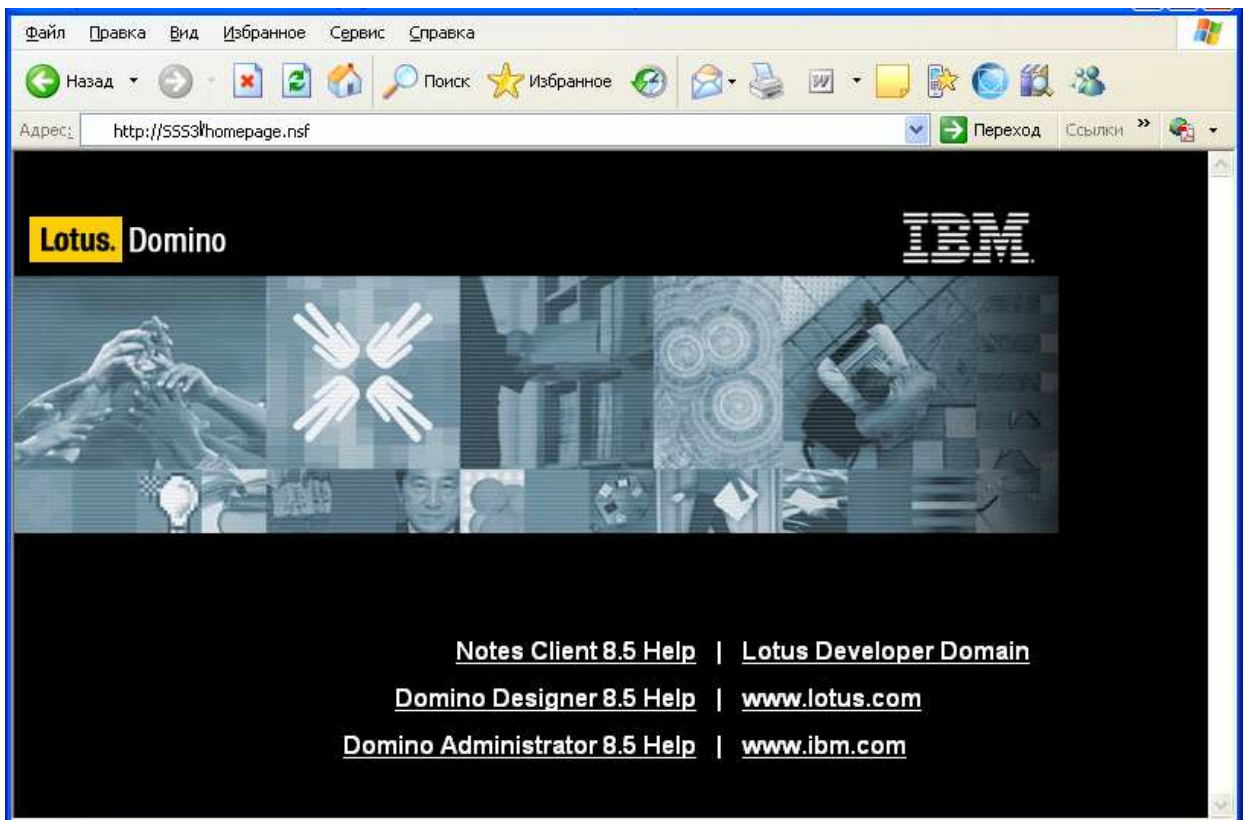 Файл Правка Вид Избранное Сервис Справка
Назад Поиск Избранное
Адрес: http://5553/homepage.nsf Переход Ссылки »
Lotus. Domino IBM
Notes Client 8.5 Help | Lotus Developer Domain
Domino Designer 8.5 Help | www.lotus.com
Domino Administrator 8.5 Help | www.ibm.com